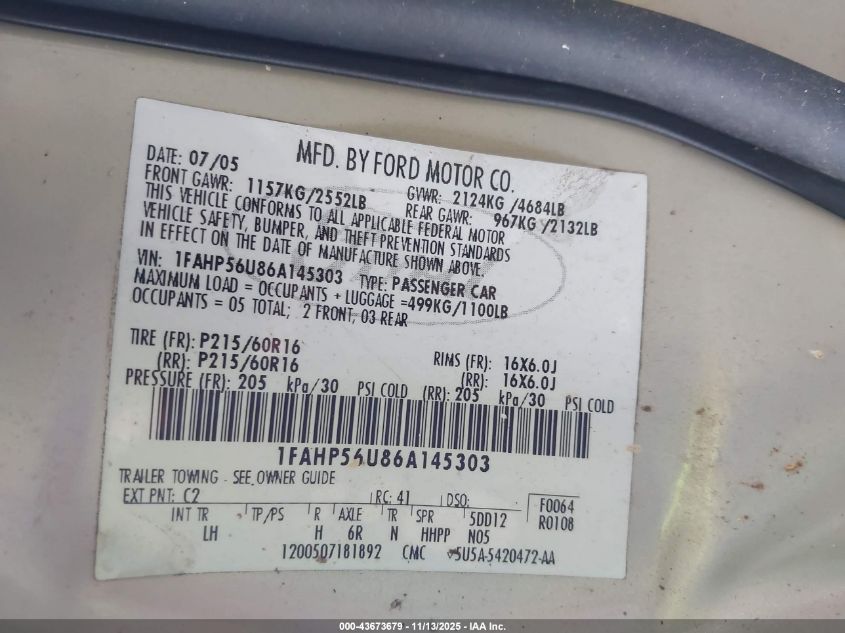 DATE: 07/05 MFD. BY FORD MOTOR CO.
FRONT GAWR: 1157KG/2552LB GVWR: 2124KG/4684LB
REAR GAWR: 967KG/2132LB
THIS VEHICLE CONFORMS TO ALL APPLICABLE FEDERAL MOTOR
VEHICLE SAFETY, BUMPER, AND THEFT PREVENTION STANDARDS
IN EFFECT ON THE DATE OF MANUFACTURE SHOWN ABOVE.
VIN: 1FAHP56U86A145303 TYPE: PASSENGER CAR
MAXIMUM LOAD = OCCUPANTS + LUGGAGE =499KG/1100LB
OCCUPANTS = 05 TOTAL; 2 FRONT, 03 REAR
TIRE (FR): P215/60R16 RIMS (FR): 16X6.0J
(RR): P215/60R16 (RR): 16X6.0J
PRESSURE (FR): 205 kPa/30 PSI COLD (RR): 205 kPa/30 PSI COLD
1FAHP56U86A145303
TRAILER TOWING - SEE OWNER GUIDE
EXT PNT: C2 RC: 41 DSO: F0064
INT TR TP/PS R AXLE TR SPR 5DD12 R0108
LH H 6R N HHPP N05
1200507181892 CMC 5U5A-5420472-AA
000-43673679 | 11/13/2025 - IAA Inc.